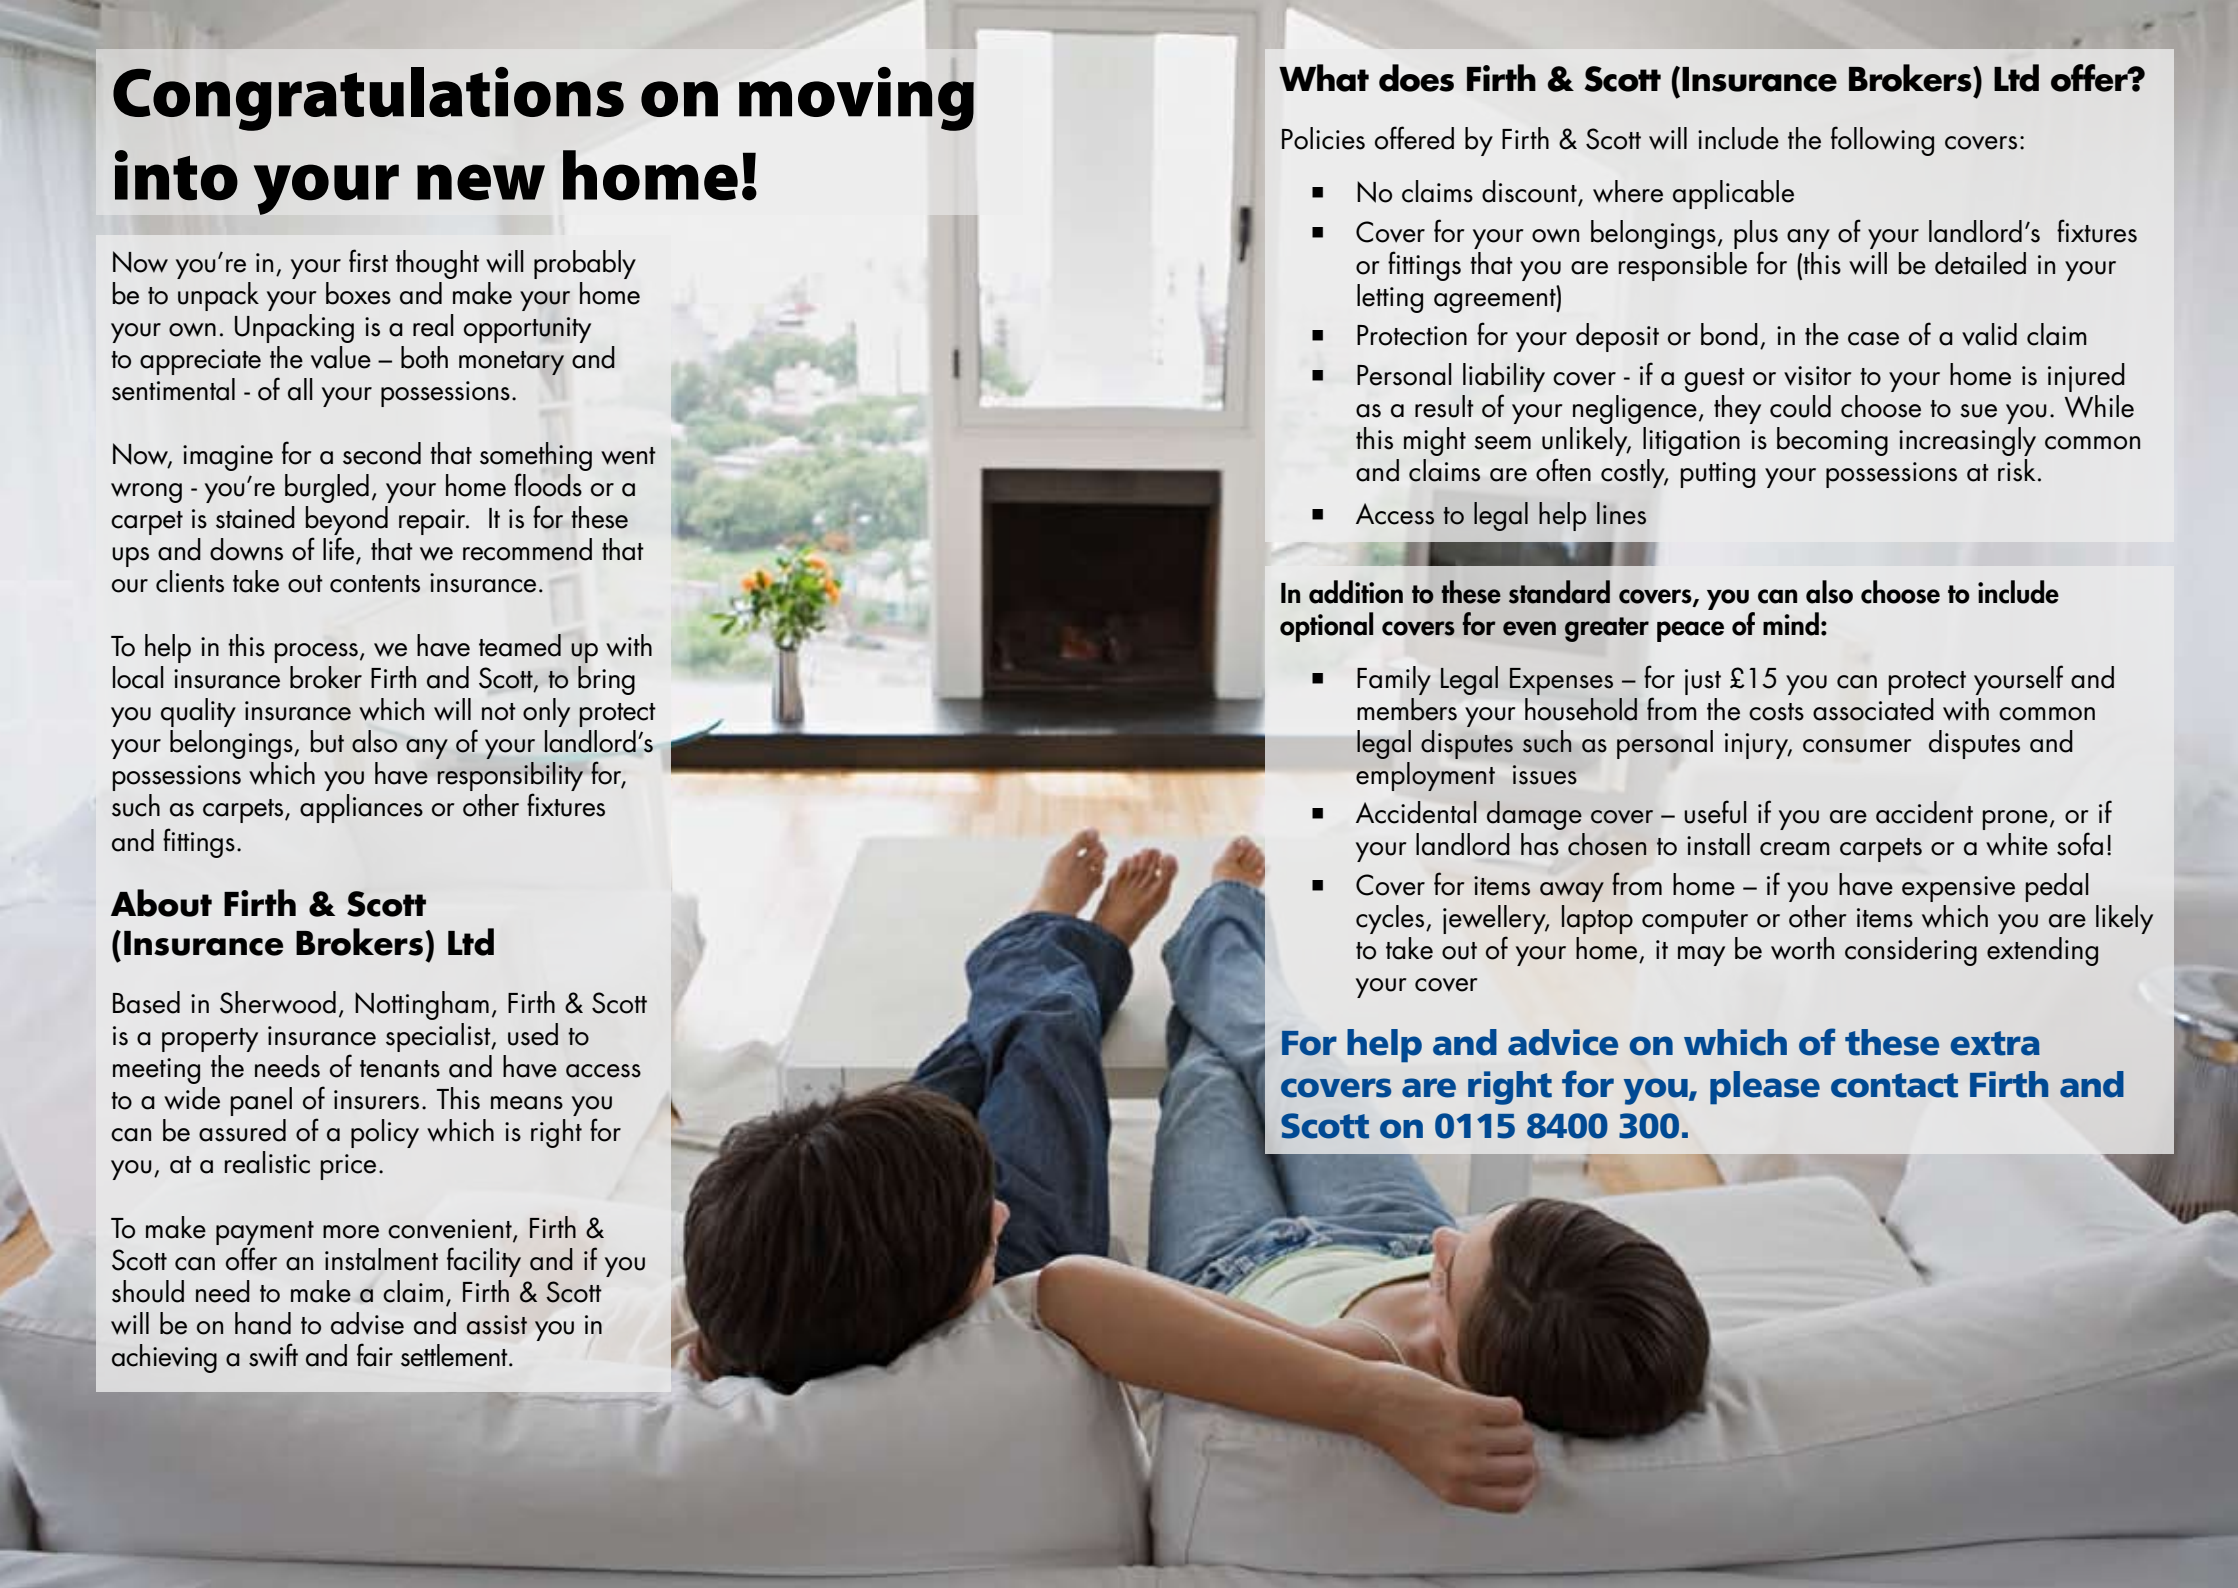 Congratulations on moving
into your new home!
Now you're in, your first thought will probably
be to unpack your boxes and make your home
your own. Unpacking is a real opportunity
to appreciate the value – both monetary and
sentimental - of all your possessions.
Now, imagine for a second that something went
wrong - you're burgled, your home floods or a
carpet is stained beyond repair.  It is for these
ups and downs of life, that we recommend that
our clients take out contents insurance.
To help in this process, we have teamed up with
local insurance broker Firth and Scott, to bring
you quality insurance which will not only protect
your belongings, but also any of your landlord's
possessions which you have responsibility for,
such as carpets, appliances or other fixtures
and fittings.
About Firth & Scott
(Insurance Brokers) Ltd
Based in Sherwood, Nottingham, Firth & Scott
is a property insurance specialist, used to
meeting the needs of tenants and have access
to a wide panel of insurers. This means you
can be assured of a policy which is right for
you, at a realistic price.
To make payment more convenient, Firth &
Scott can offer an instalment facility and if you
should need to make a claim, Firth & Scott
will be on hand to advise and assist you in
achieving a swift and fair settlement.
What does Firth & Scott (Insurance Brokers) Ltd offer?
Policies offered by Firth & Scott will include the following covers:
▪ No claims discount, where applicable
▪ Cover for your own belongings, plus any of your landlord's  fixtures
or fittings that you are responsible for (this will be detailed in your
letting agreement)
▪ Protection for your deposit or bond, in the case of a valid claim
▪ Personal liability cover - if a guest or visitor to your home is injured
as a result of your negligence, they could choose to sue you. While
this might seem unlikely, litigation is becoming increasingly common
and claims are often costly, putting your possessions at risk.
▪ Access to legal help lines
In addition to these standard covers, you can also choose to include
optional covers for even greater peace of mind:
▪ Family Legal Expenses – for just £15 you can protect yourself and
members your household from the costs associated with common
legal disputes such as personal injury, consumer  disputes and
employment  issues
▪ Accidental damage cover – useful if you are accident prone, or if
your landlord has chosen to install cream carpets or a white sofa!
▪ Cover for items away from home – if you have expensive pedal
cycles, jewellery, laptop computer or other items which you are likely
to take out of your home, it may be worth considering extending
your cover
For help and advice on which of these extra
covers are right for you, please contact Firth and
Scott on 0115 8400 300.